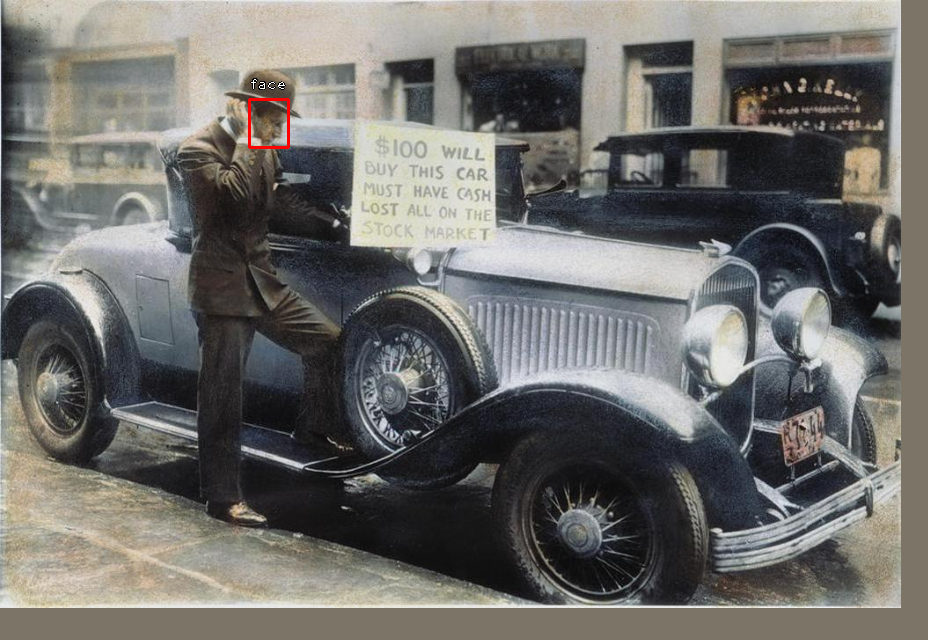 face
$100 WILL
BUY THIS CAR
MUST HAVE CASH
LOST ALL ON THE
STOCK MARKET